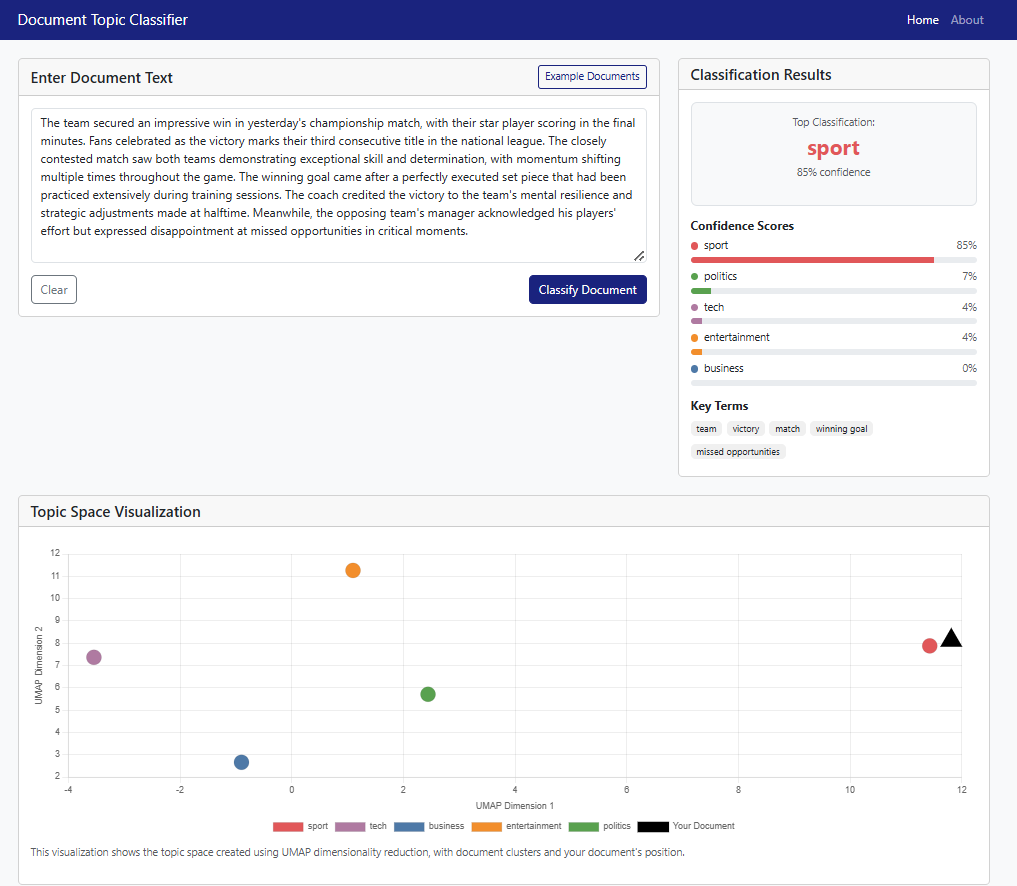 Document Topic Classifier
Home About
Enter Document Text
Example Documents
The team secured an impressive win in yesterday's championship match, with their star player scoring in the final
minutes. Fans celebrated as the victory marks their third consecutive title in the national league. The closely
contested match saw both teams demonstrating exceptional skill and determination, with momentum shifting
multiple times throughout the game. The winning goal came after a perfectly executed set piece that had been
practiced extensively during training sessions. The coach credited the victory to the team's mental resilience and
strategic adjustments made at halftime. Meanwhile, the opposing team's manager acknowledged his players'
effort but expressed disappointment at missed opportunities in critical moments.
Clear
Classify Document
Classification Results
Top Classification:
sport
85% confidence
Confidence Scores
sport 85%
politics 7%
tech 4%
entertainment 4%
business 0%
Key Terms
team victory match winning goal
missed opportunities
Topic Space Visualization
12
11
10
9
8
7
6
5
4
3
2
UMAP Dimension 2
-4 -2 0 2 4 6 8 10 12
UMAP Dimension 1
sport tech business entertainment politics Your Document
This visualization shows the topic space created using UMAP dimensionality reduction, with document clusters and your document's position.